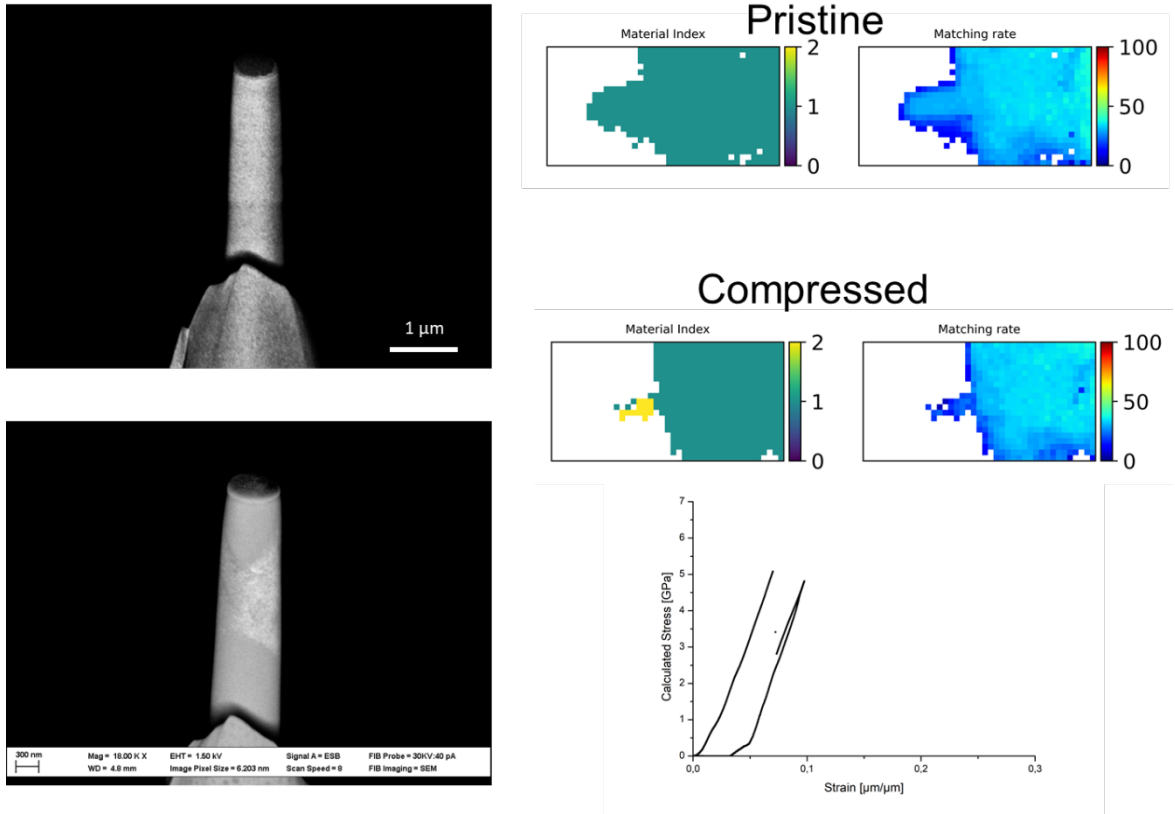 Pristine
Material Index
Matching rate
2
1
0
100
50
0
1 µm
Compressed
Material Index
Matching rate
2
1
0
100
50
0
300 nm
Mag = 18.00 K X
EHT = 1.50 kV
Signal A = ESB
FIB Probe = 30KV:40 pA
WD = 4.8 mm
Image Pixel Size = 6.203 nm
Scan Speed = 8
FIB Imaging = SEM
Calculated Stress [GPa]
7
6
5
4
3
2
1
0
0,0
0,1
0,2
0,3
Strain [µm/µm]